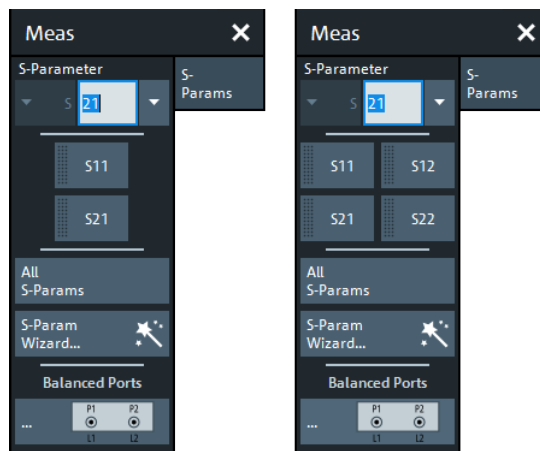 Meas
S-Parameter
S-
Params
S 21
S11
S21
All
S-Params
S-Param
Wizard...
Balanced Ports
...
P1 P2
L1 L2
Meas
S-Parameter
S-
Params
S 21
S11 S12
S21 S22
All
S-Params
S-Param
Wizard...
Balanced Ports
...
P1 P2
L1 L2